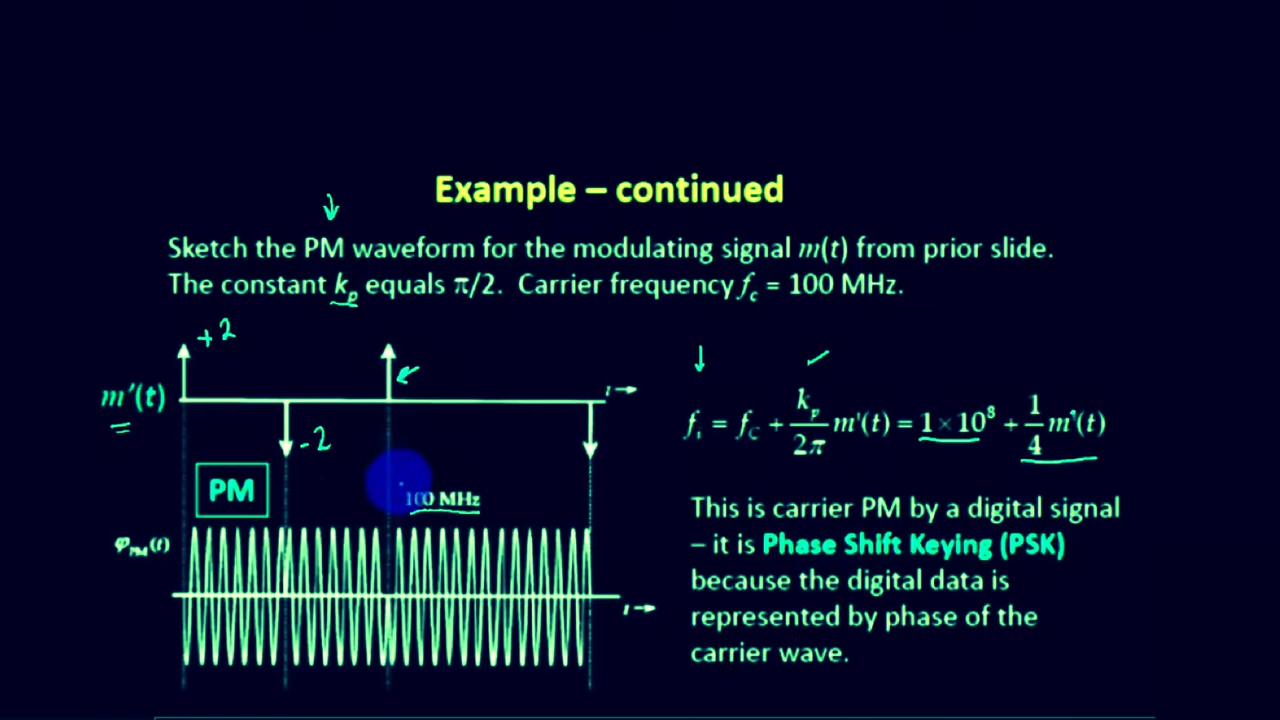 Example – continued
Sketch the PM waveform for the modulating signal m(t) from prior slide.
The constant kp equals π/2. Carrier frequency fc = 100 MHz.
+2
m'(t)
t→
-2
fi = fC + kp/2π m'(t) = 1×10⁸ + 1/4 m'(t)
PM
100 MHz
φPM(t)
t→
This is carrier PM by a digital signal
– it is Phase Shift Keying (PSK)
because the digital data is
represented by phase of the
carrier wave.